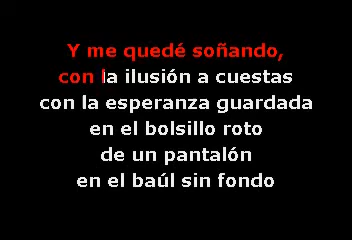 Y me quedé soñando,
con la ilusión a cuestas
con la esperanza guardada
en el bolsillo roto
de un pantalón
en el baúl sin fondo